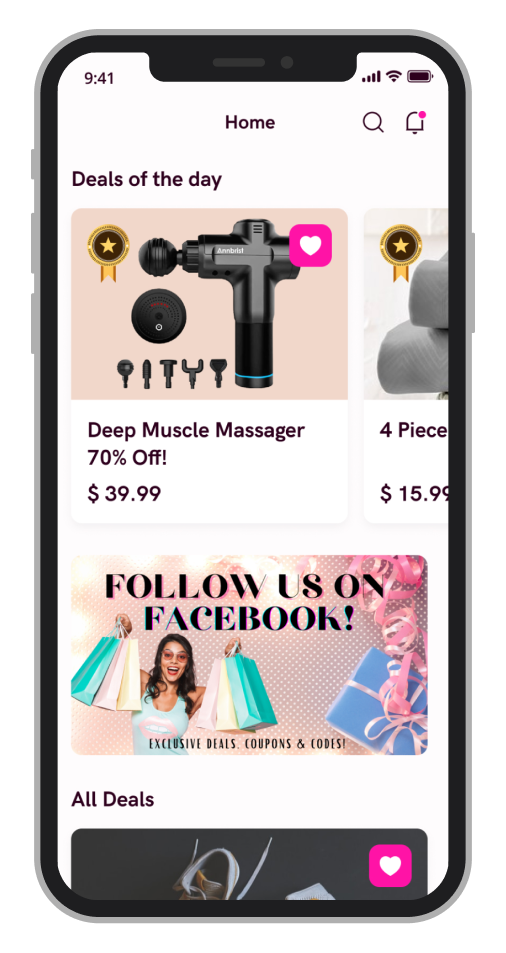 9:41
Home
Deals of the day
Annbrist
Deep Muscle Massager
70% Off!
$ 39.99
4 Piece
$ 15.99
FOLLOW US ON
FACEBOOK!
EXCLUSIVE DEALS, COUPONS & CODES!
All Deals